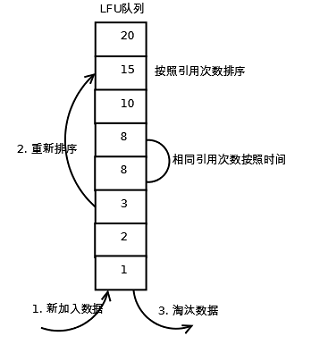 LFU队列
20
15
按照引用次数排序
10
8
2. 重新排序
相同引用次数按照时间
8
3
2
1
1. 新加入数据
3. 淘汰数据